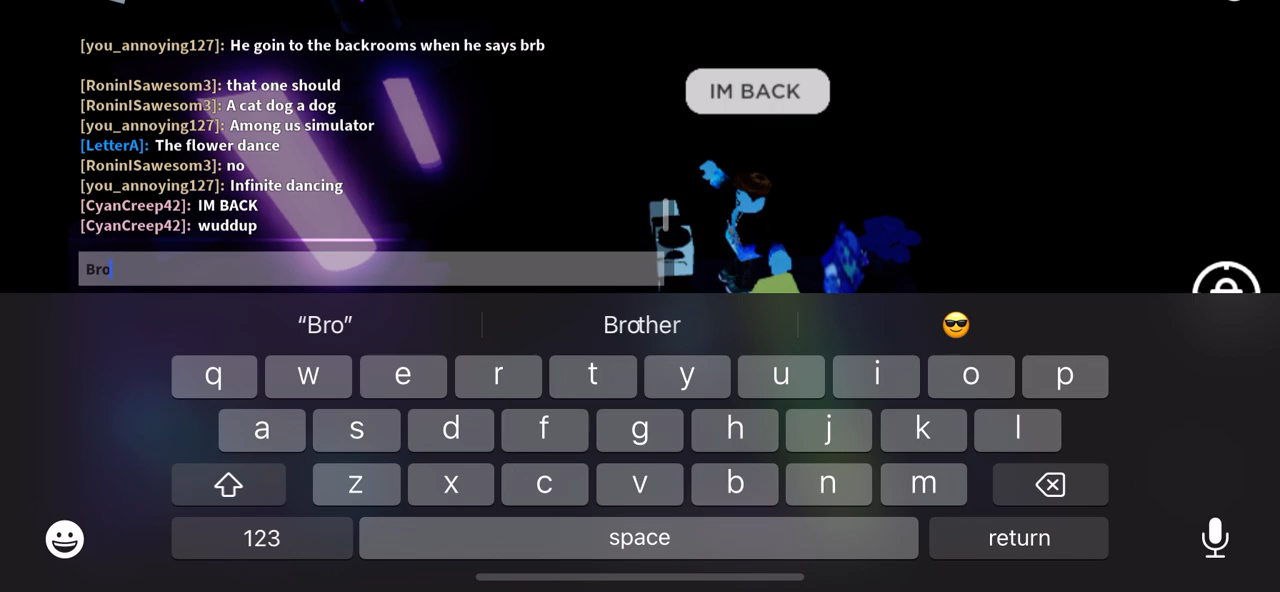 [you_annoying127]: He goin to the backrooms when he says brb
[RoninISawesom3]: that one should
[RoninISawesom3]: A cat dog a dog
[you_annoying127]: Among us simulator
[LetterA]: The flower dance
[RoninISawesom3]: no
[you_annoying127]: Infinite dancing
[CyanCreep42]: IM BACK
[CyanCreep42]: wuddup
IM BACK
Bro
“Bro” Brother 😎
q w e r t y u i o p
a s d f g h j k l
z x c v b n m
123 space return